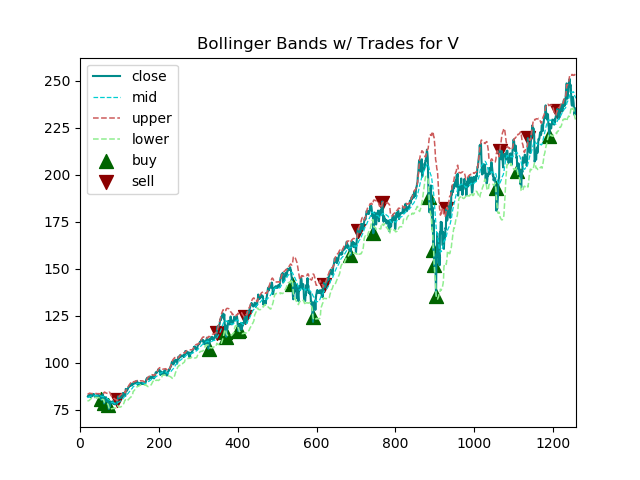 Bollinger Bands w/ Trades for V
close
mid
upper
lower
buy
sell
250
225
200
175
150
125
100
75
0 200 400 600 800 1000 1200